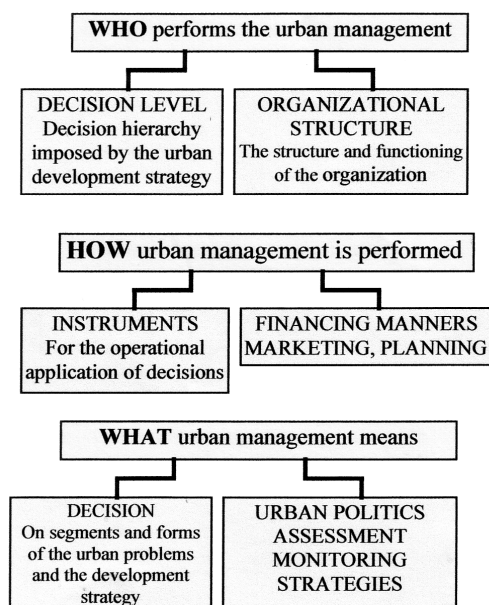 WHO performs the urban management
DECISION LEVEL
Decision hierarchy
imposed by the urban
development strategy
ORGANIZATIONAL
STRUCTURE
The structure and functioning
of the organization
HOW urban management is performed
INSTRUMENTS
For the operational
application of decisions
FINANCING MANNERS
MARKETING, PLANNING
WHAT urban management means
DECISION
On segments and forms
of the urban problems
and the development
strategy
URBAN POLITICS
ASSESSMENT
MONITORING
STRATEGIES